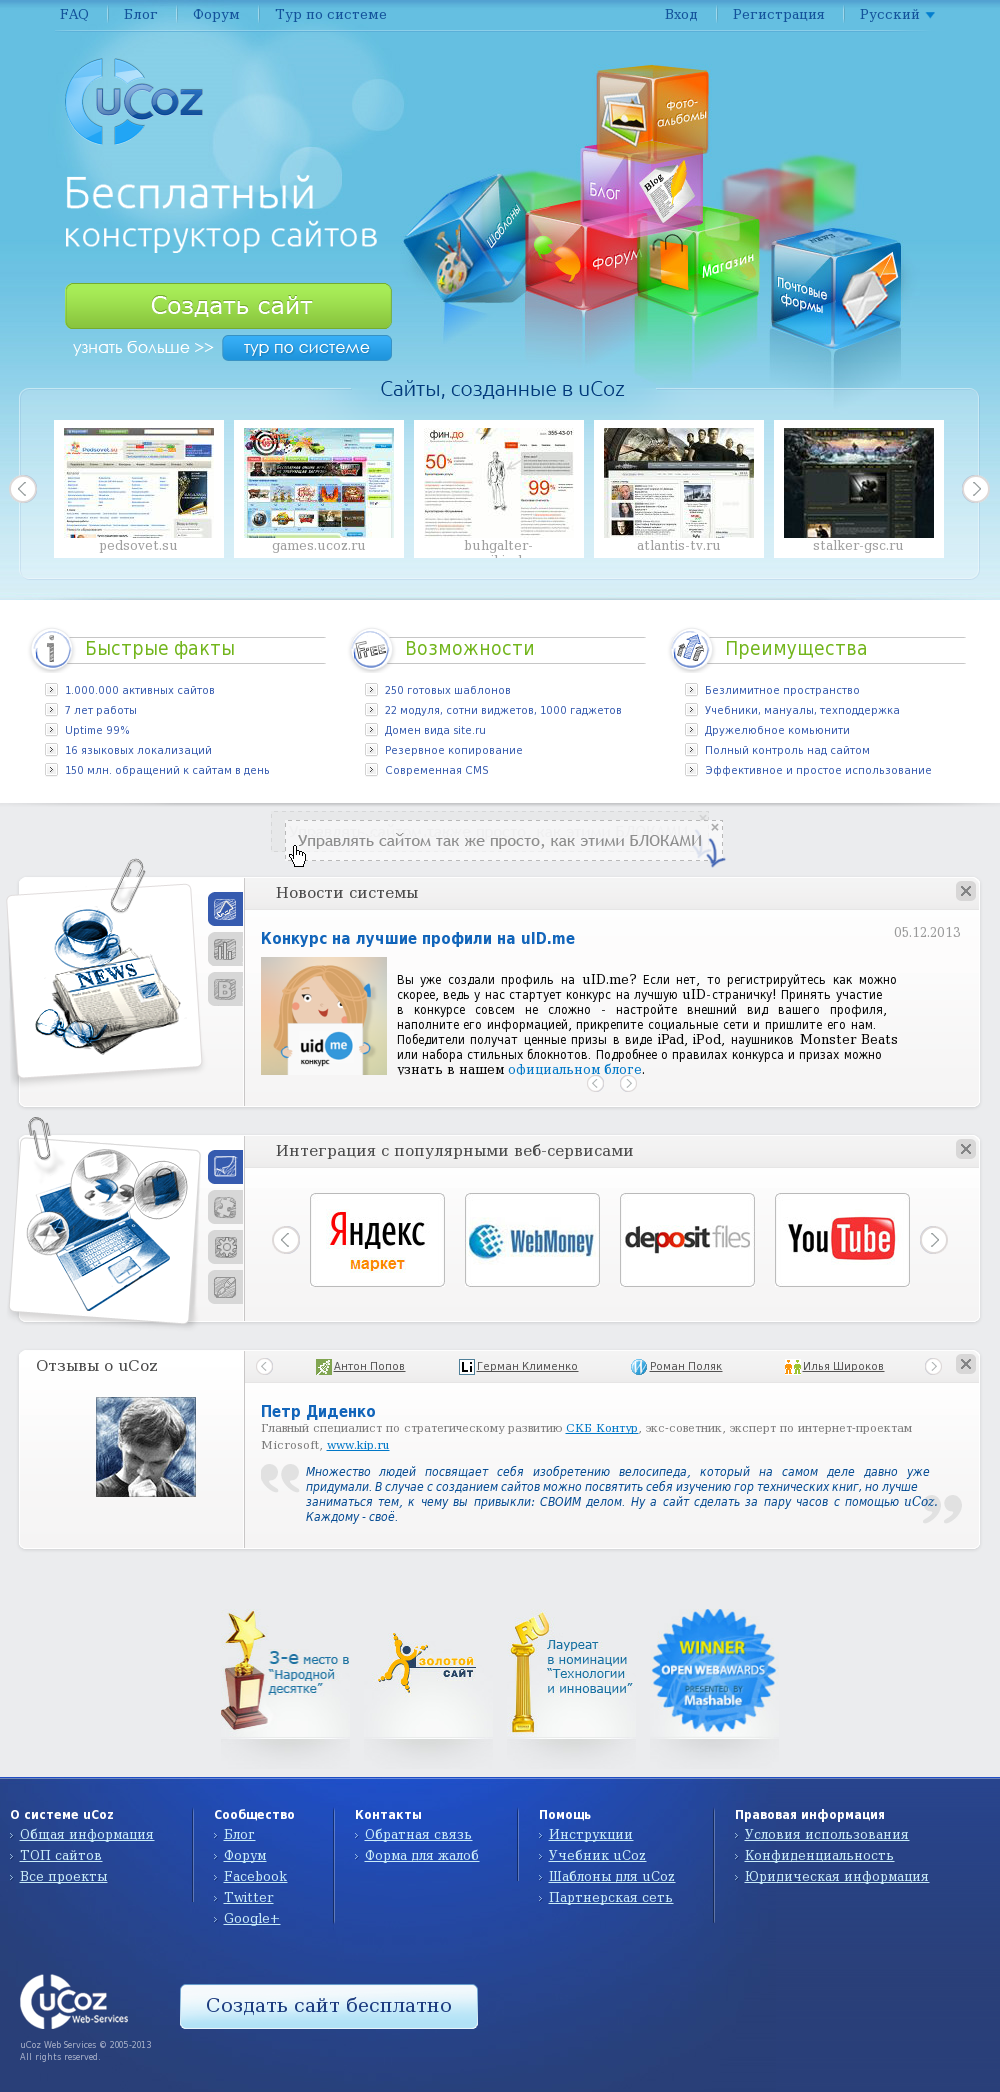 FAQ Блог Форум Тур по системе Вход Регистрация Русский
uCoz
Бесплатный
конструктор сайтов
Создать сайт
узнать больше >> тур по системе
Фото-
альбомы
Блог
Blog
Шаблоны
Форум
Магазин
NEWS
Почтовые
формы
Сайты, созданные в uCoz
Pedsovet.su
фин.до
355-43-01
50%
99%
pedsovet.su games.ucoz.ru buhgalter- atlantis-tv.ru stalker-gsc.ru
Быстрые факты
1.000.000 активных сайтов
7 лет работы
Uptime 99%
16 языковых локализаций
150 млн. обращений к сайтам в день
FREE
Возможности
250 готовых шаблонов
22 модуля, сотни виджетов, 1000 гаджетов
Домен вида site.ru
Резервное копирование
Современная CMS
Преимущества
Безлимитное пространство
Учебники, мануалы, техподдержка
Дружелюбное комьюнити
Полный контроль над сайтом
Эффективное и простое использование
Управлять сайтом так же просто, как этими БЛОКАМИ
NEWS
B
Новости системы
Конкурс на лучшие профили на uID.me
05.12.2013
uid me
конкурс
Вы уже создали профиль на uID.me? Если нет, то регистрируйтесь как можно
скорее, ведь у нас стартует конкурс на лучшую uID-страничку! Принять участие
в конкурсе совсем не сложно - настройте внешний вид вашего профиля,
наполните его информацией, прикрепите социальные сети и пришлите его нам.
Победители получат ценные призы в виде iPad, iPod, наушников Monster Beats
или набора стильных блокнотов. Подробнее о правилах конкурса и призах можно
узнать в нашем официальном блоге.
Интеграция с популярными веб-сервисами
Яндекс
маркет
WebMoney
depositfiles
YouTube
Отзывы о uCoz
Антон Попов Li Герман Клименко Роман Поляк Илья Широков
Петр Диденко
Главный специалист по стратегическому развитию СКБ Контур, экс-советник, эксперт по интернет-проектам
Microsoft, www.kip.ru
Множество людей посвящает себя изобретению велосипеда, который на самом деле давно уже
придумали. В случае с созданием сайтов можно посвятить себя изучению гор технических книг, но лучше
заниматься тем, к чему вы привыкли: СВОИМ делом. Ну а сайт сделать за пару часов с помощью uCoz.
Каждому - своё.
3-е место в
"Народной
десятке"
ЗОЛОТОЙ
САЙТ
RU
Лауреат
в номинации
"Технологии
и инновации"
WINNER
OPEN WEB AWARDS
PRESENTED BY
Mashable
О системе uCoz
Общая информация
ТОП сайтов
Все проекты
Сообщество
Блог
Форум
Facebook
Twitter
Google+
Контакты
Обратная связь
Форма для жалоб
Помощь
Инструкции
Учебник uCoz
Шаблоны для uCoz
Партнерская сеть
Правовая информация
Условия использования
Конфиденциальность
Юридическая информация
uCoz
Web-Services
Создать сайт бесплатно
uCoz Web Services © 2005-2013
All rights reserved.